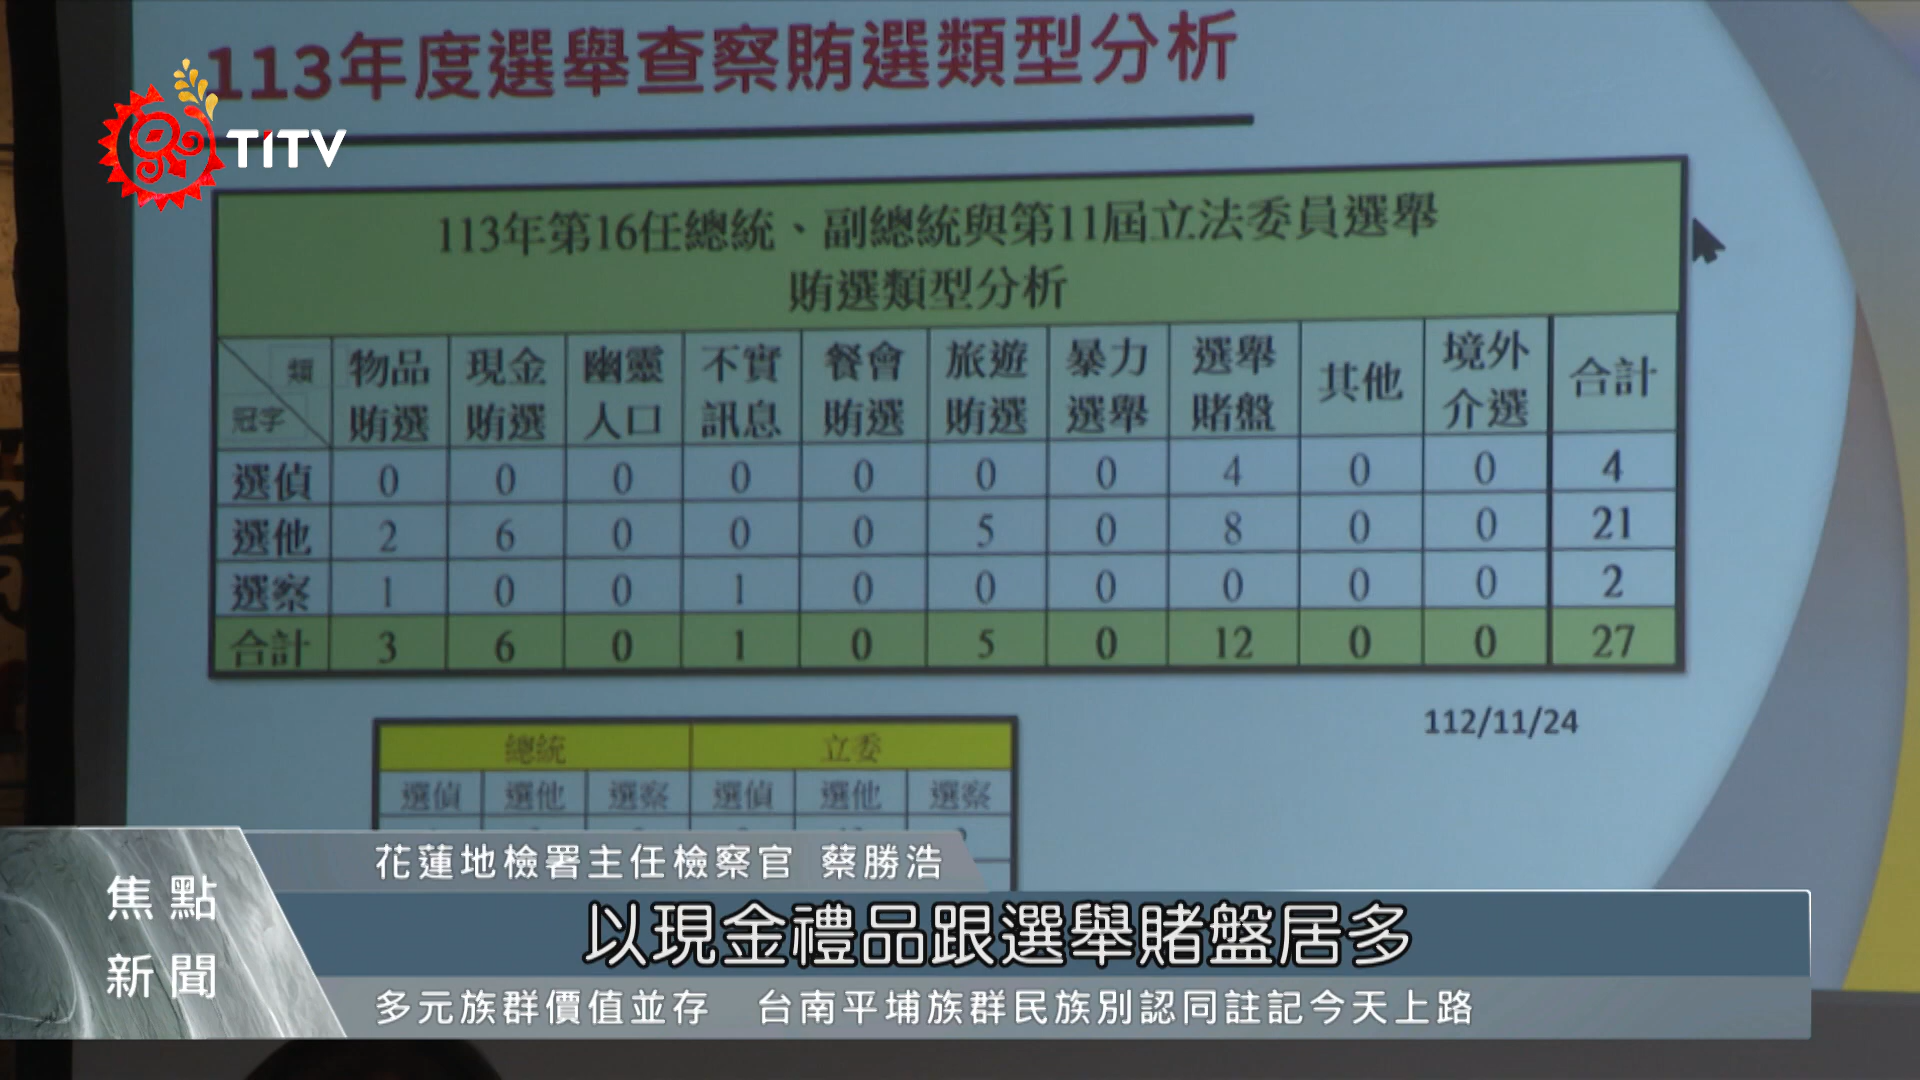 113年度選舉查察賄選類型分析
TITV
113年第16任總統、副總統與第11屆立法委員選舉
賄選類型分析
類 冠字 物品賄選 現金賄選 幽靈人口 不實訊息 餐會賄選 旅遊賄選 暴力選舉 選舉賭盤 其他 境外介選 合計
選偵 0 0 0 0 0 0 0 4 0 0 4
選他 2 6 0 0 0 5 0 8 0 0 21
選察 1 0 0 1 0 0 0 0 0 0 2
合計 3 6 0 1 0 5 0 12 0 0 27
112/11/24
總統 立委
選偵 選他 選察 選偵 選他 選察
花蓮地檢署主任檢察官 蔡勝浩
焦點
新聞
以現金禮品跟選舉賭盤居多
多元族群價值並存 台南平埔族群民族別認同註記今天上路